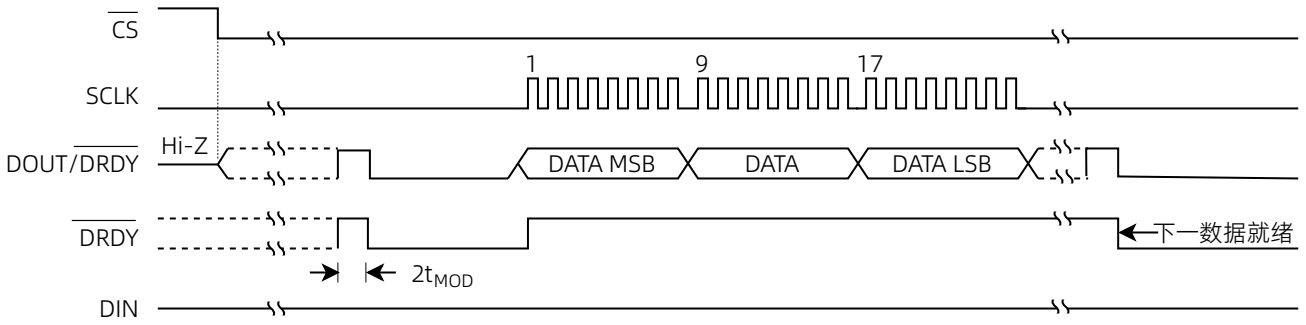 CS
1 9 17
SCLK
Hi-Z
DOUT/DRDY DATA MSB DATA DATA LSB
DRDY 下一数据就绪
2tMOD
DIN